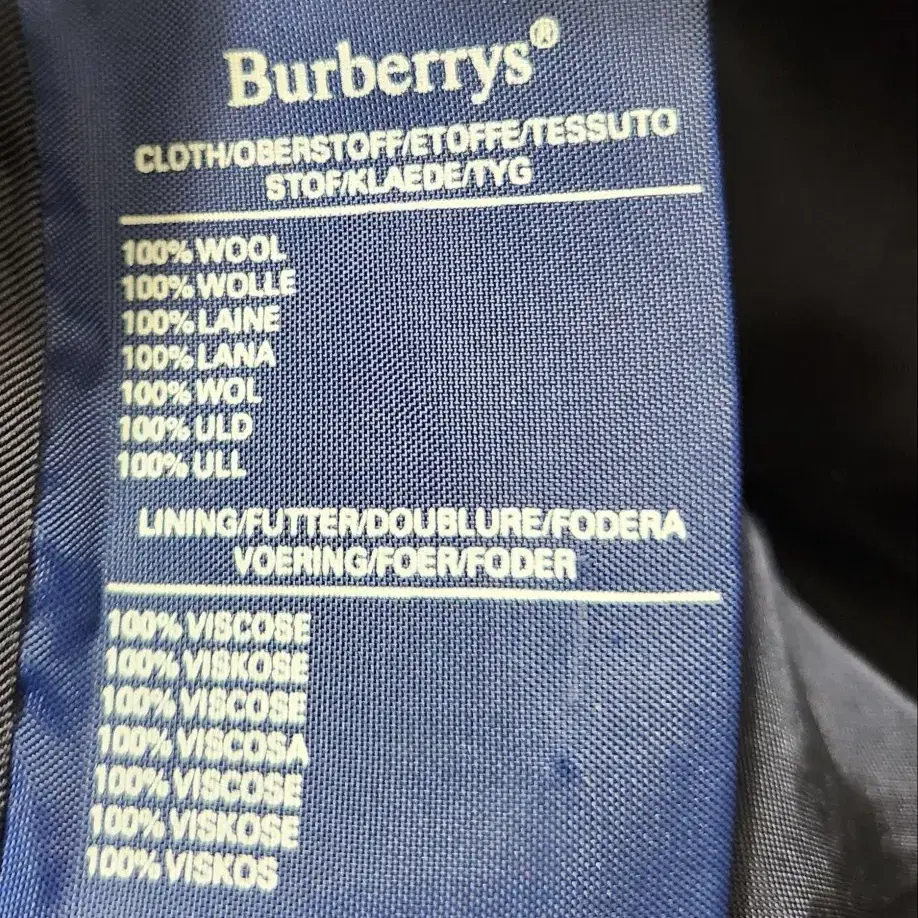 Burberrys®
CLOTH/OBERSTOFF/ETOFFE/TESSUTO
STOF/KLAEDE/TYG
100% WOOL
100% WOLLE
100% LAINE
100% LANA
100% WOL
100% ULD
100% ULL
LINING/FUTTER/DOUBLURE/FODERA
VOERING/FOER/FODER
100% VISCOSE
100% VISKOSE
100% VISCOSE
100% VISCOSA
100% VISCOSE
100% VISKOSE
100% VISKOS